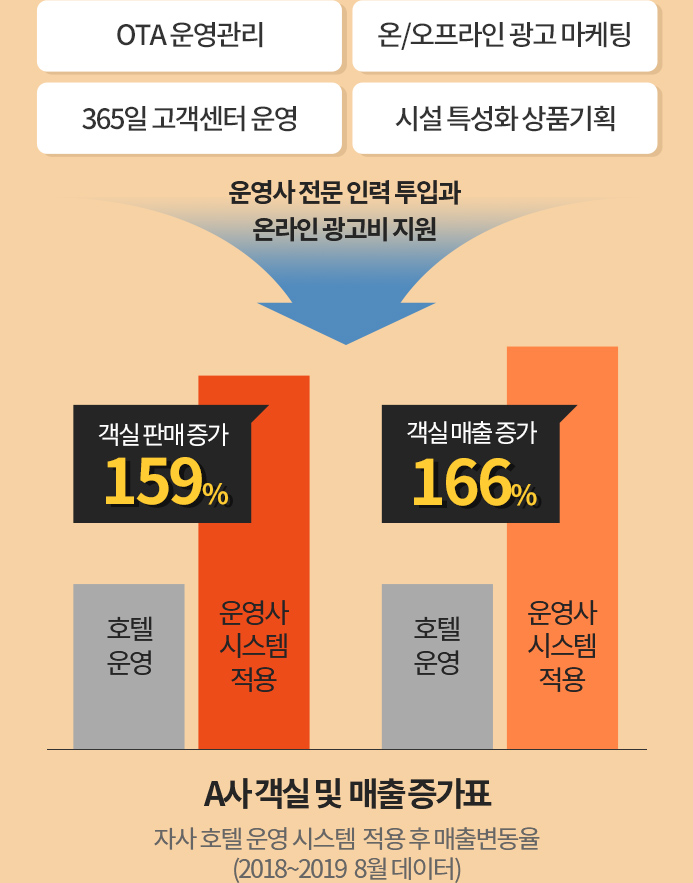 OTA 운영관리
온/오프라인 광고 마케팅
365일 고객센터 운영
시설 특성화 상품기획
운영사 전문 인력 투입과
온라인 광고비 지원
객실 판매 증가
159%
객실 매출 증가
166%
호텔
운영
운영사
시스템
적용
호텔
운영
운영사
시스템
적용
A사 객실 및 매출 증가표
자사 호텔 운영 시스템 적용 후 매출변동율
(2018~2019 8월 데이터)